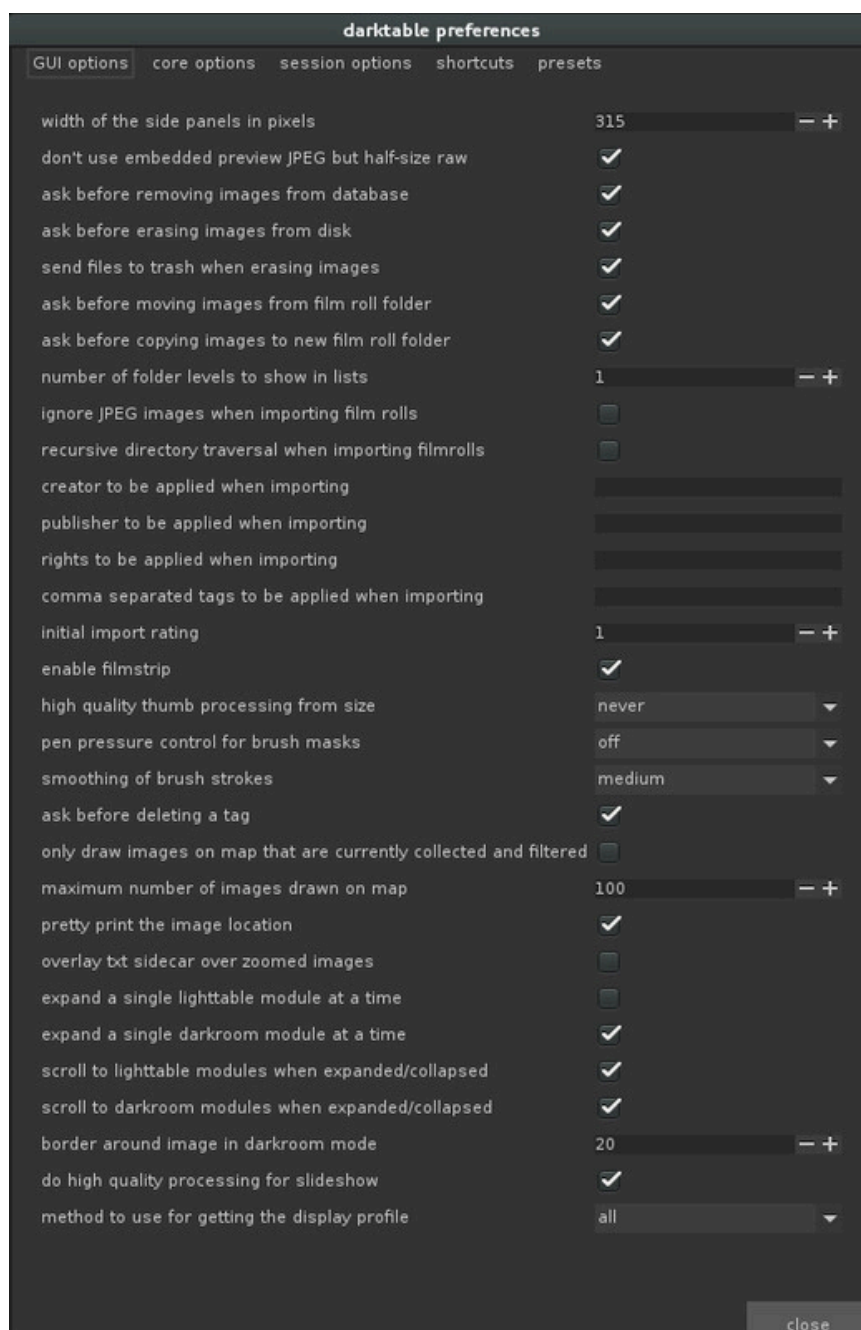 darktable preferences
GUI options core options session options shortcuts presets
width of the side panels in pixels 315
don't use embedded preview JPEG but half-size raw
ask before removing images from database
ask before erasing images from disk
send files to trash when erasing images
ask before moving images from film roll folder
ask before copying images to new film roll folder
number of folder levels to show in lists 1
ignore JPEG images when importing film rolls
recursive directory traversal when importing filmrolls
creator to be applied when importing
publisher to be applied when importing
rights to be applied when importing
comma separated tags to be applied when importing
initial import rating 1
enable filmstrip
high quality thumb processing from size never
pen pressure control for brush masks off
smoothing of brush strokes medium
ask before deleting a tag
only draw images on map that are currently collected and filtered
maximum number of images drawn on map 100
pretty print the image location
overlay txt sidecar over zoomed images
expand a single lighttable module at a time
expand a single darkroom module at a time
scroll to lighttable modules when expanded/collapsed
scroll to darkroom modules when expanded/collapsed
border around image in darkroom mode 20
do high quality processing for slideshow
method to use for getting the display profile all
close